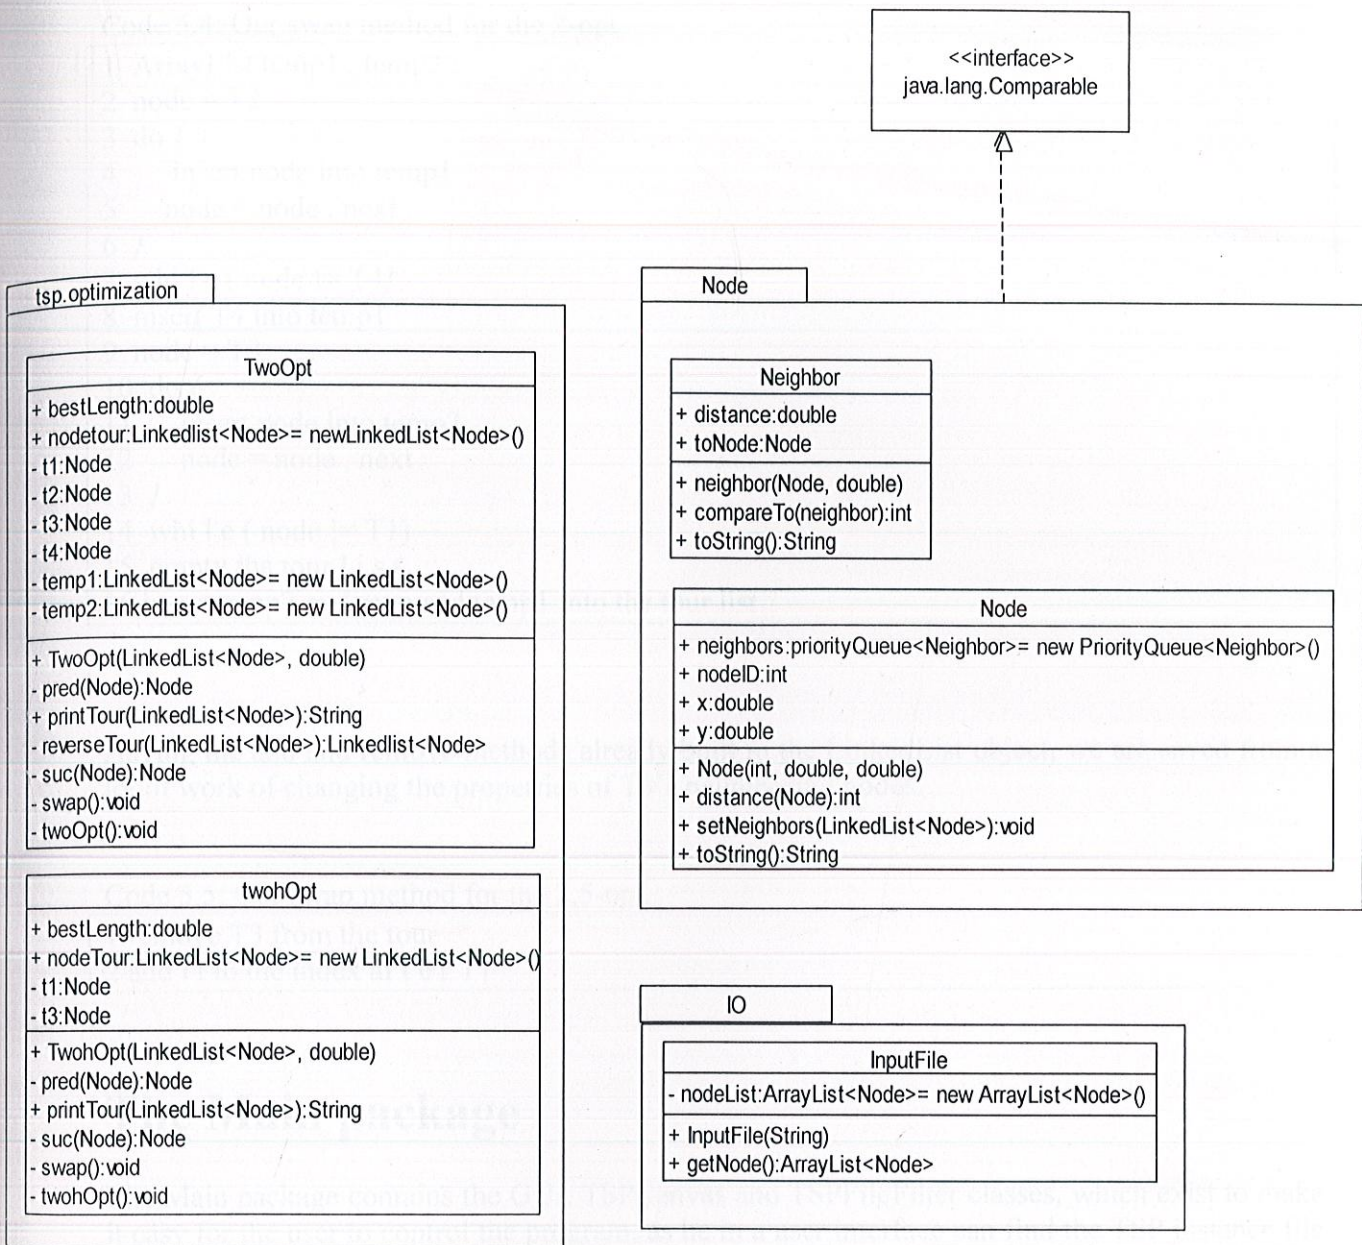 <<interface>>
java.lang.Comparable
tsp.optimization
TwoOpt
+ bestLength:double
+ nodetour:Linkedlist<Node>= newLinkedList<Node>()
- t1:Node
- t2:Node
- t3:Node
- t4:Node
- temp1:LinkedList<Node>= new LinkedList<Node>()
- temp2:LinkedList<Node>= new LinkedList<Node>()
+ TwoOpt(LinkedList<Node>, double)
- pred(Node):Node
+ printTour(LinkedList<Node>):String
- reverseTour(LinkedList<Node>):Linkedlist<Node>
- suc(Node):Node
- swap():void
- twoOpt():void
twohOpt
+ bestLength:double
+ nodeTour:LinkedList<Node>= new LinkedList<Node>()
- t1:Node
- t3:Node
+ TwohOpt(LinkedList<Node>, double)
- pred(Node):Node
+ printTour(LinkedList<Node>):String
- suc(Node):Node
- swap():void
- twohOpt():void
Node
Neighbor
+ distance:double
+ toNode:Node
+ neighbor(Node, double)
+ compareTo(neighbor):int
+ toString():String
Node
+ neighbors:priorityQueue<Neighbor>= new PriorityQueue<Neighbor>()
+ nodeID:int
+ x:double
+ y:double
+ Node(int, double, double)
+ distance(Node):int
+ setNeighbors(LinkedList<Node>):void
+ toString():String
IO
InputFile
- nodeList:ArrayList<Node>= new ArrayList<Node>()
+ InputFile(String)
+ getNode():ArrayList<Node>